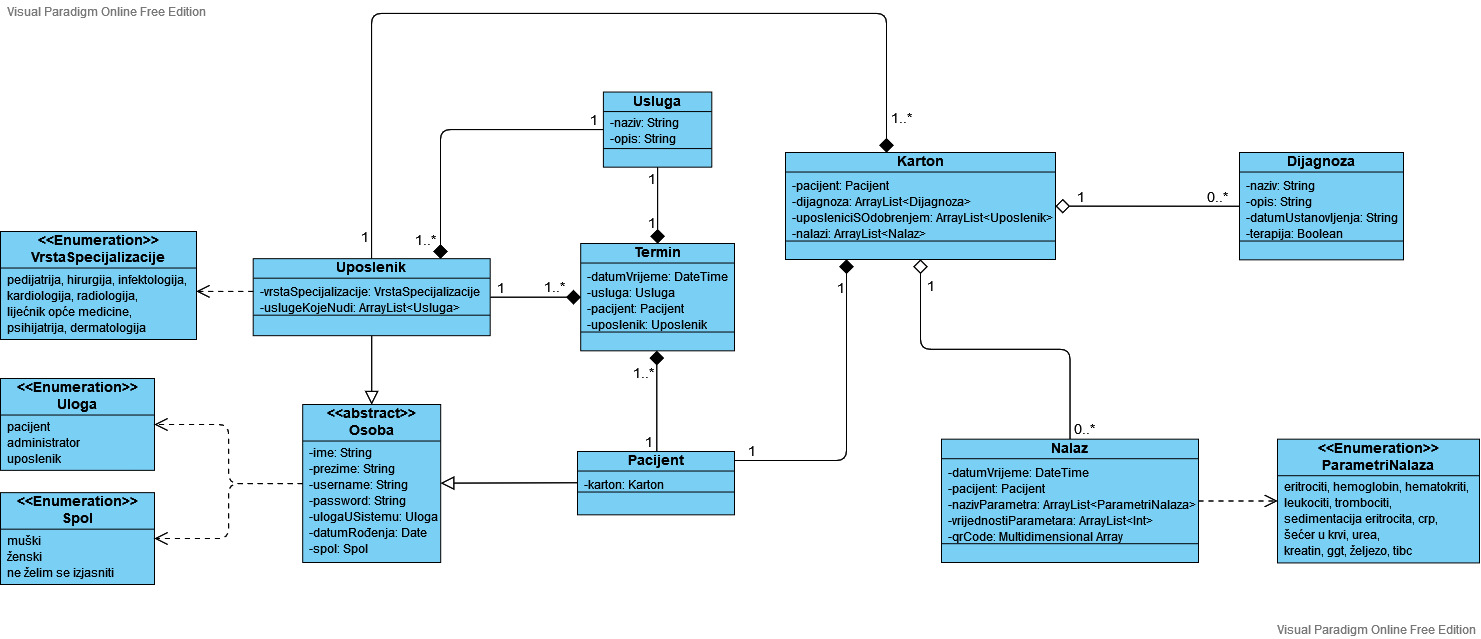 Visual Paradigm Online Free Edition
Usluga
-naziv: String
-opis: String
1
1
1
1..*
1
1..*
Karton
-pacijent: Pacijent
-dijagnoza: ArrayList<Dijagnoza>
-uposleniciSOdobrenjem: ArrayList<Uposlenik>
-nalazi: ArrayList<Nalaz>
1
0..*
Dijagnoza
-naziv: String
-opis: String
-datumUstanovljenja: String
-terapija: Boolean
<<Enumeration>>
VrstaSpecijalizacije
pedijatrija, hirurgija, infektologija,
kardiologija, radiologija,
liječnik opće medicine,
psihijatrija, dermatologija
Uposlenik
-vrstaSpecijalizacije: VrstaSpecijalizacije
-uslugeKojeNudi: ArrayList<Usluga>
1
1..*
Termin
-datumVrijeme: DateTime
-usluga: Usluga
-pacijent: Pacijent
-uposlenik: Uposlenik
1..*
1
1
1
1
<<Enumeration>>
Uloga
pacijent
administrator
uposlenik
<<Enumeration>>
Spol
muški
ženski
ne želim se izjasniti
<<abstract>>
Osoba
-ime: String
-prezime: String
-username: String
-password: String
-ulogaUSistemu: Uloga
-datumRođenja: Date
-spol: Spol
Pacijent
-karton: Karton
0..*
Nalaz
-datumVrijeme: DateTime
-pacijent: Pacijent
-nazivParametra: ArrayList<ParametriNalaza>
-vrijednostiParametara: ArrayList<Int>
-qrCode: Multidimensional Array
<<Enumeration>>
ParametriNalaza
eritrociti, hemoglobin, hematokriti,
leukociti, trombociti,
sedimentacija eritrocita, crp,
šećer u krvi, urea,
kreatin, ggt, željezo, tibc
Visual Paradigm Online Free Edition